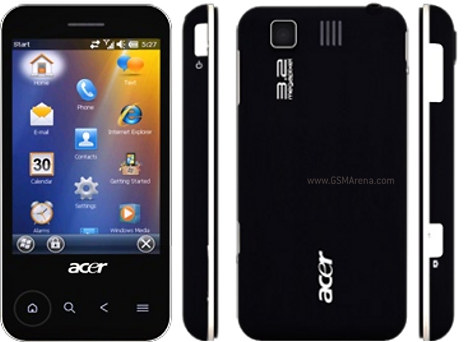 Start 5:27
Home
Text
Phone
E-mail
Internet Explorer
Contacts
30
Calendar
Getting Started
Settings
Alarms
Windows Media
acer
3.2
megapixel
www.GSMArena.com
acer